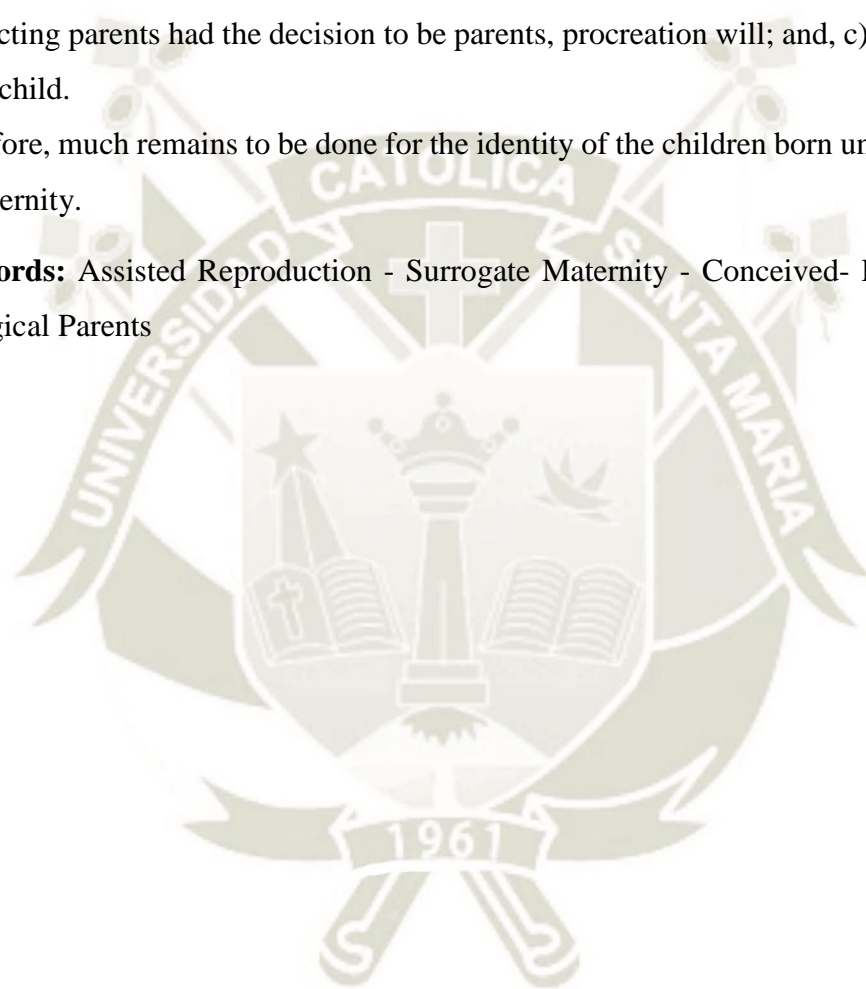 cting parents had the decision to be parents, procreation will; and, c)
child.
fore, much remains to be done for the identity of the children born un
ernity.
ords: Assisted Reproduction - Surrogate Maternity - Conceived-
gical Parents
UNIVERSIDAD CATOLICA SANTA MARIA
1961